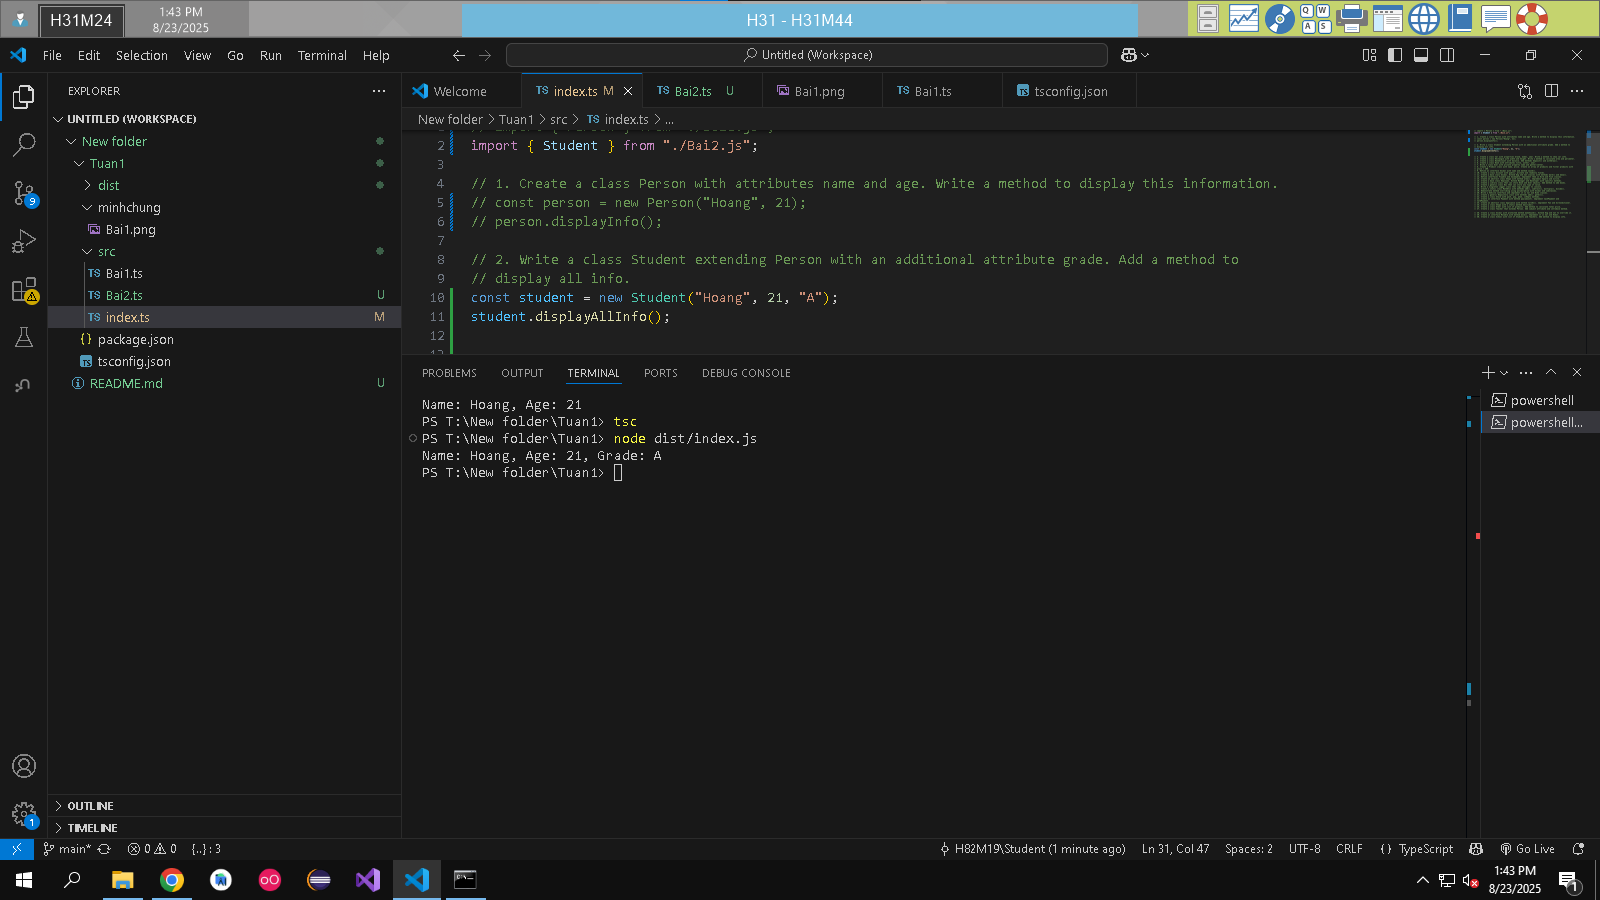 H31M24
1:43 PM
8/23/2025
H31 - H31M44
File Edit Selection View Go Run Terminal Help
Untitled (Workspace)
EXPLORER
Welcome
index.ts M
Bai2.ts U
Bai1.png
Bai1.ts
tsconfig.json
New folder > Tuan1 > src > TS index.ts > ...
UNTITLED (WORKSPACE)
New folder
Tuan1
dist
minhchung
Bai1.png
src
TS Bai1.ts
TS Bai2.ts U
TS index.ts M
{} package.json
tsconfig.json
README.md U
OUTLINE
TIMELINE
2 import { Student } from "./Bai2.js";
3
4 // 1. Create a class Person with attributes name and age. Write a method to display this information.
5 // const person = new Person("Hoang", 21);
6 // person.displayInfo();
7
8 // 2. Write a class Student extending Person with an additional attribute grade. Add a method to
9 // display all info.
10 const student = new Student("Hoang", 21, "A");
11 student.displayAllInfo();
12
PROBLEMS OUTPUT TERMINAL PORTS DEBUG CONSOLE
Name: Hoang, Age: 21
PS T:\New folder\Tuan1> tsc
PS T:\New folder\Tuan1> node dist/index.js
Name: Hoang, Age: 21, Grade: A
PS T:\New folder\Tuan1>
powershell
powershell...
main* 0 0 {..} : 3
H82M19\Student (1 minute ago) Ln 31, Col 47 Spaces: 2 UTF-8 CRLF {} TypeScript Go Live
1:43 PM
8/23/2025